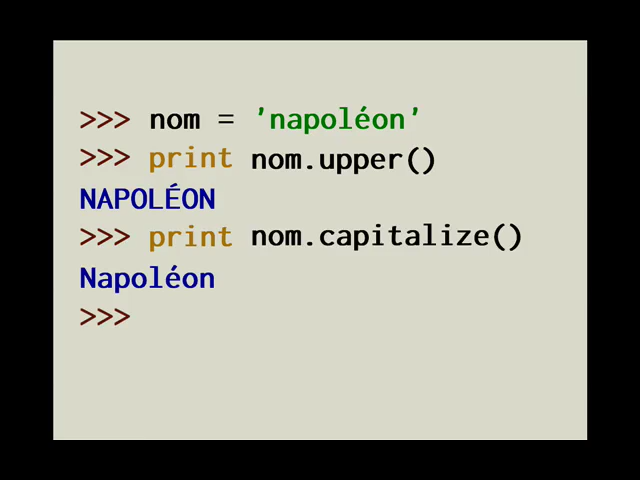 >>> nom = 'napoléon'
>>> print nom.upper()
NAPOLÉON
>>> print nom.capitalize()
Napoléon
>>>